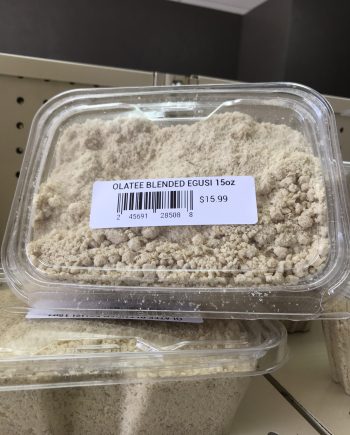 OLATEE BLENDED EGUSI 15oz
2 45691 28508 8
$15.99